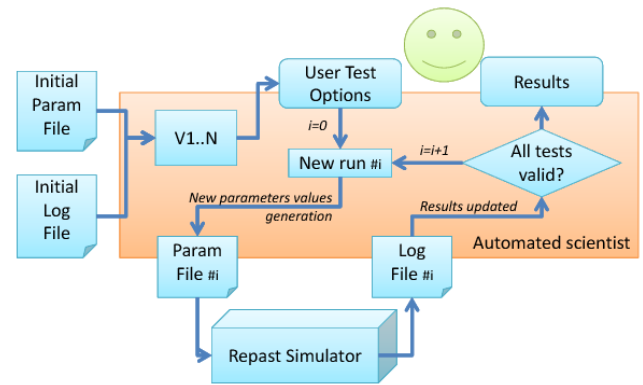 Initial
Param
File
Initial
Log
File
V1..N
User Test
Options
Results
i=0
New run #i
i=i+1
All tests
valid?
New parameters values
generation
Results updated
Param
File #i
Log
File #i
Automated scientist
Repast Simulator